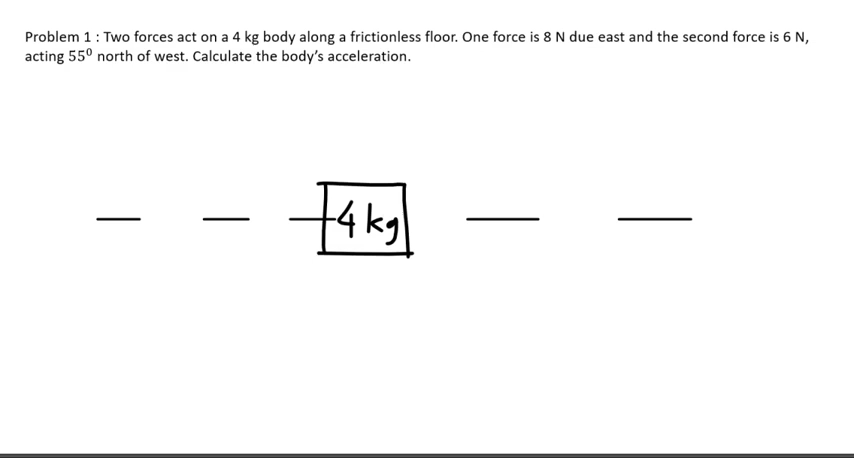 Problem 1 : Two forces act on a 4 kg body along a frictionless floor. One force is 8 N due east and the second force is 6 N,
acting 55⁰ north of west. Calculate the body’s acceleration.
4 kg